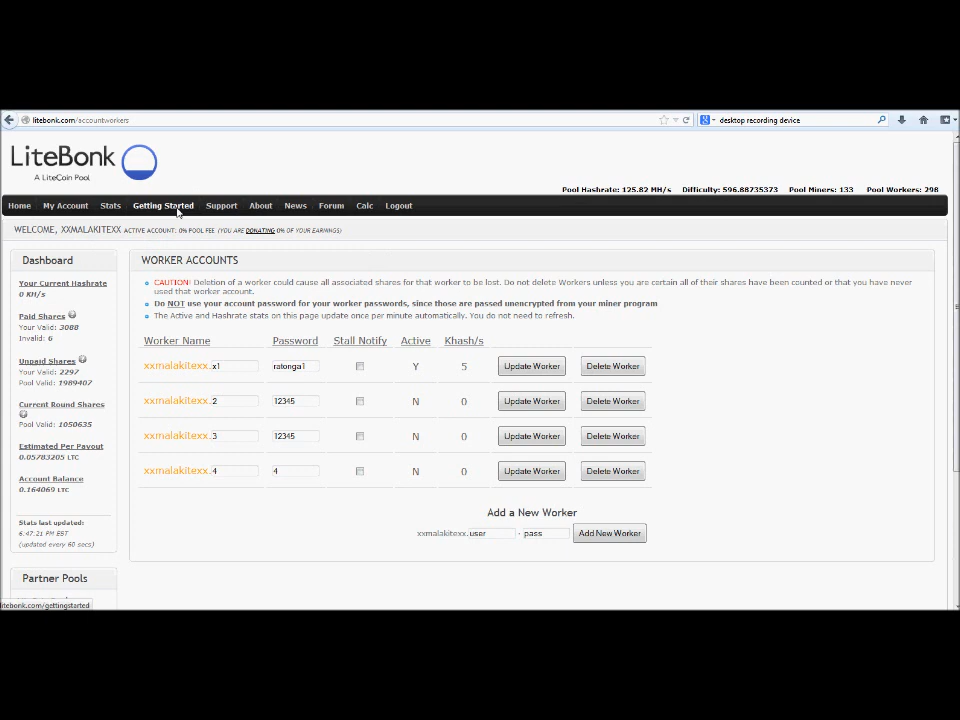 litebonk.com/accountworkers
desktop recording device
LiteBonk
A LiteCoin Pool
Pool Hashrate: 125.82 MH/s Difficulty: 596.88735373 Pool Miners: 133 Pool Workers: 298
Home My Account Stats Getting Started Support About News Forum Calc Logout
WELCOME, XXMALAKITEXX ACTIVE ACCOUNT: 0% POOL FEE (YOU ARE DONATING 0% OF YOUR EARNINGS)
Dashboard
Your Current Hashrate
0 KH/s
Paid Shares
Your Valid: 3088
Invalid: 6
Unpaid Shares
Your Valid: 2297
Pool Valid: 1989407
Current Round Shares
Pool Valid: 1050635
Estimated Per Payout
0.05783205 LTC
Account Balance
0.164069 LTC
Stats last updated:
6:47:21 PM EST
(updated every 60 secs)
Partner Pools
WORKER ACCOUNTS
CAUTION! Deletion of a worker could cause all associated shares for that worker to be lost. Do not delete Workers unless you are certain all of their shares have been counted or that you have never
used that worker account.
Do NOT use your account password for your worker passwords, since those are passed unencrypted from your miner program
The Active and Hashrate stats on this page update once per minute automatically. You do not need to refresh.
Worker Name Password Stall Notify Active Khash/s
xxmalakitexx.x1 ratonga1 Y 5 Update Worker Delete Worker
xxmalakitexx.2 12345 N 0 Update Worker Delete Worker
xxmalakitexx.3 12345 N 0 Update Worker Delete Worker
xxmalakitexx.4 4 N 0 Update Worker Delete Worker
Add a New Worker
xxmalakitexx.user - pass Add New Worker
itebonk.com/gettingstarted